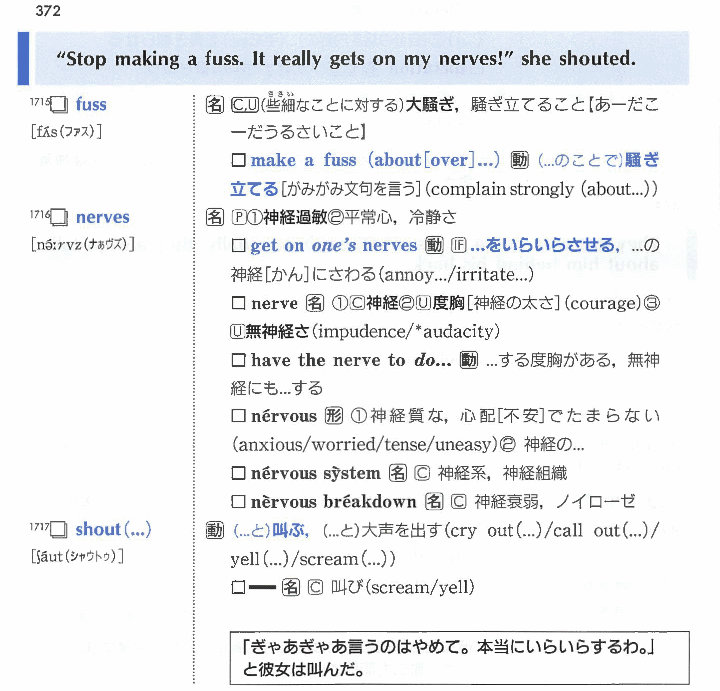 372
“Stop making a fuss. It really gets on my nerves!” she shouted.
1715 □ fuss
[fʌ́s(ファス)]
名 C,U(些細なことに対する)大騒ぎ, 騒ぎ立てること【あーだこ
ささい
ーだうるさいこと】
□ make a fuss (about[over]...) 動 (...のことで)騒ぎ
立てる[がみがみ文句を言う](complain strongly (about...))
1716 □ nerves
[nə́ːrvz(ナぁヴズ)]
名 Ⓟ①神経過敏②平常心, 冷静さ
□ get on one's nerves 動 IF ...をいらいらさせる, ...の
神経[かん]にさわる(annoy.../irritate...)
□ nerve 名 ①Ⓒ神経②Ⓤ度胸[神経の太さ](courage)③
Ⓤ無神経さ(impudence/*audacity)
□ have the nerve to do... 動 ...する度胸がある, 無神
経にも...する
□ nérvous 形 ①神経質な, 心配[不安]でたまらない
(anxious/worried/tense/uneasy)② 神経の...
□ nérvous sỳstem 名 Ⓒ 神経系, 神経組織
□ nèrvous bréakdown 名 Ⓒ 神経衰弱, ノイローゼ
1717 □ shout(...)
[ʃáut(シャウトゥ)]
動 (...と)叫ぶ, (...と)大声を出す(cry out(...)/call out(...)/
yell(...)/scream(...))
□ ━ 名 Ⓒ 叫び(scream/yell)
「ぎゃあぎゃあ言うのはやめて。本当にいらいらするわ。」
と彼女は叫んだ。